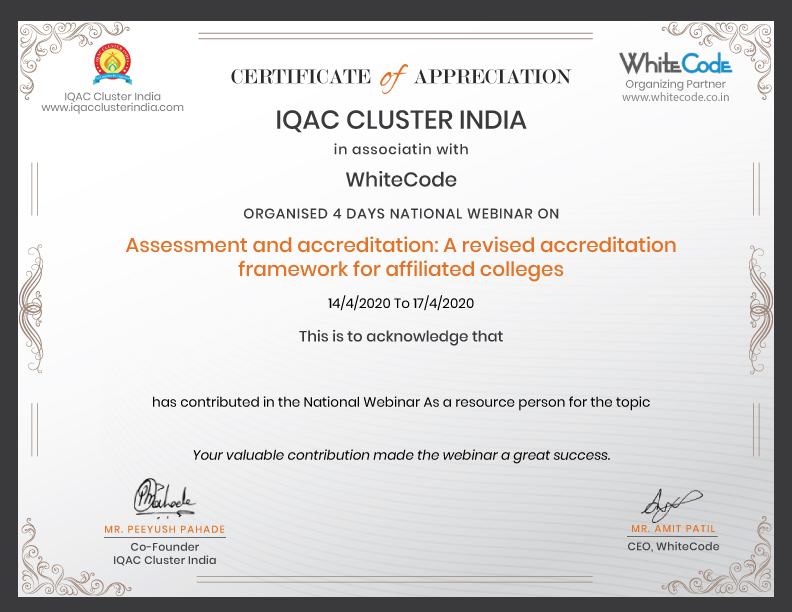 IQAC Cluster India
www.iqacclusterindia.com
WhiteCode
Organizing Partner
www.whitecode.co.in
CERTIFICATE of APPRECIATION
IQAC CLUSTER INDIA
in associatin with
WhiteCode
ORGANISED 4 DAYS NATIONAL WEBINAR ON
Assessment and accreditation: A revised accreditation
framework for affiliated colleges
14/4/2020 To 17/4/2020
This is to acknowledge that
has contributed in the National Webinar As a resource person for the topic
Your valuable contribution made the webinar a great success.
MR. PEEYUSH PAHADE
Co-Founder
IQAC Cluster India
MR. AMIT PATIL
CEO, WhiteCode